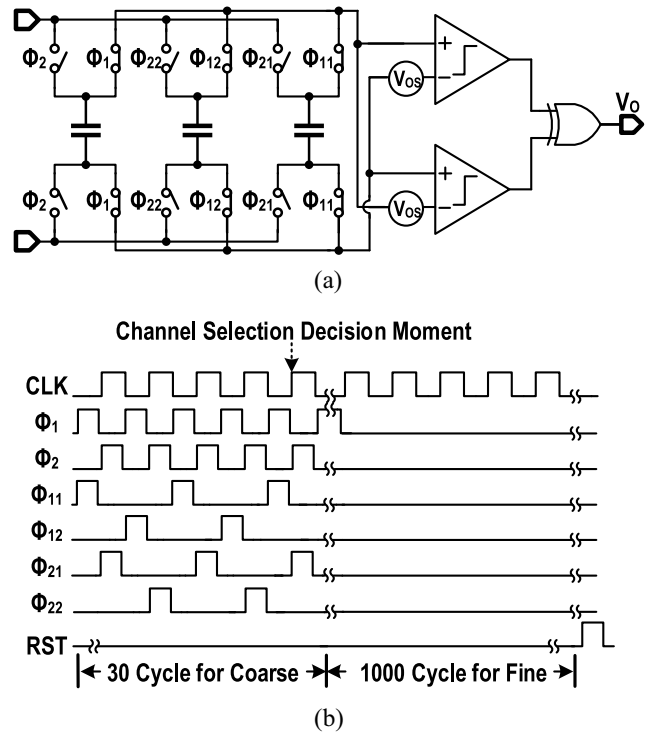 Φ2 Φ1 Φ22 Φ12 Φ21 Φ11
+
VOS
−
VO
Φ2 Φ1 Φ22 Φ12 Φ21 Φ11
+
VOS
−
(a)
Channel Selection Decision Moment
CLK
Φ1
Φ2
Φ11
Φ12
Φ21
Φ22
RST
30 Cycle for Coarse 1000 Cycle for Fine
(b)